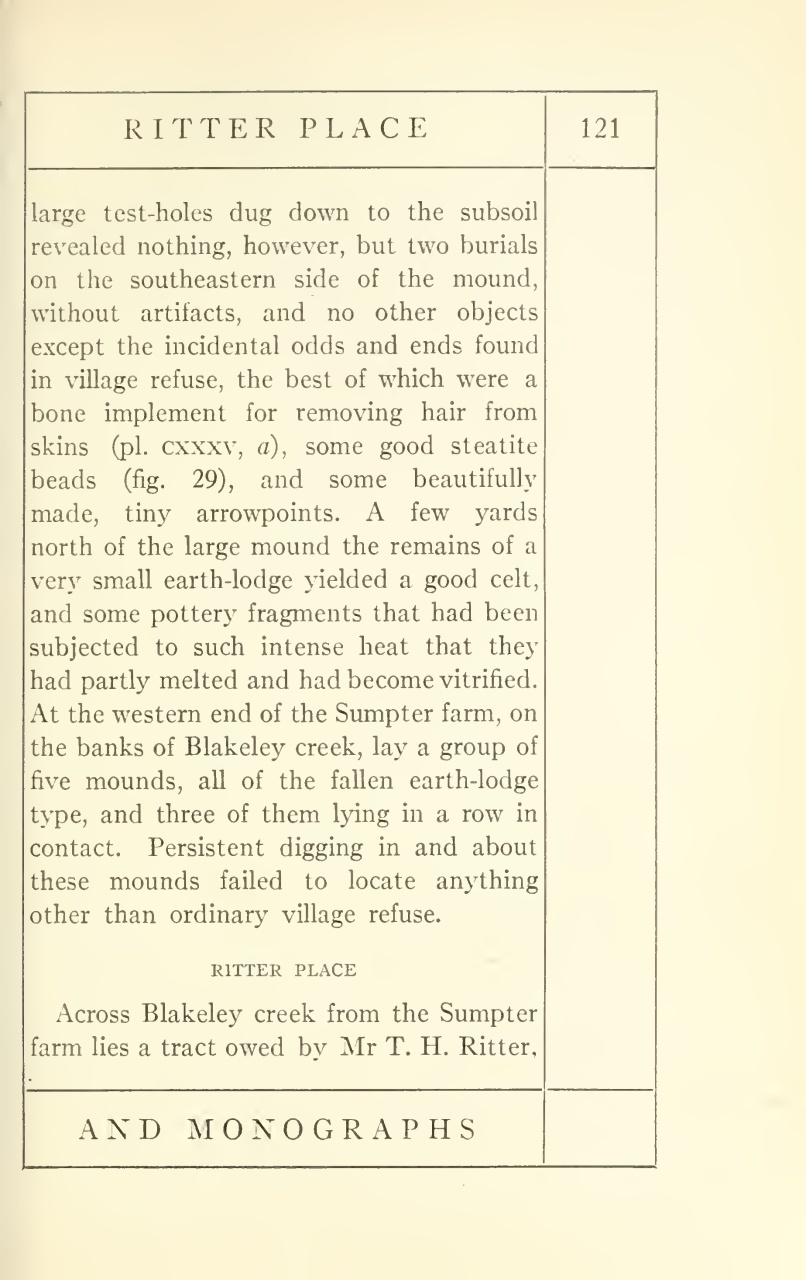 RITTER PLACE 121
large test-holes dug down to the subsoil
revealed nothing, however, but two burials
on the southeastern side of the mound,
without artifacts, and no other objects
except the incidental odds and ends found
in village refuse, the best of which were a
bone implement for removing hair from
skins (pl. CXXXV, a), some good steatite
beads (fig. 29), and some beautifully
made, tiny arrowpoints. A few yards
north of the large mound the remains of a
very small earth-lodge yielded a good celt,
and some pottery fragments that had been
subjected to such intense heat that they
had partly melted and had become vitrified.
At the western end of the Sumpter farm, on
the banks of Blakeley creek, lay a group of
five mounds, all of the fallen earth-lodge
type, and three of them lying in a row in
contact. Persistent digging in and about
these mounds failed to locate anything
other than ordinary village refuse.
RITTER PLACE
Across Blakeley creek from the Sumpter
farm lies a tract owed by Mr T. H. Ritter,
AND MONOGRAPHS